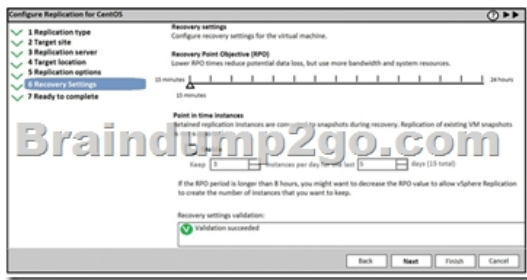 Configure Replication for CentOS
1 Replication type
2 Target site
3 Replication server
4 Target location
5 Replication options
6 Recovery Settings
7 Ready to complete
Recovery settings
Configure recovery settings for the virtual machine.
Recovery Point Objective (RPO)
Lower RPO times reduce potential data loss, but use more bandwidth and system resources.
15 minutes
24 hours
15 minutes
Point in time instances
Retained replication instances are converted to snapshots during recovery. Replication of existing VM snapshots
Braindump2go.com
Keep 3 instances per day for the last 5 days (15 total)
If the RPO period is longer than 8 hours, you might want to decrease the RPO value to allow vSphere Replication
to create the number of instances that you want to keep.
Recovery settings validation:
Validation succeeded
Back Next Finish Cancel